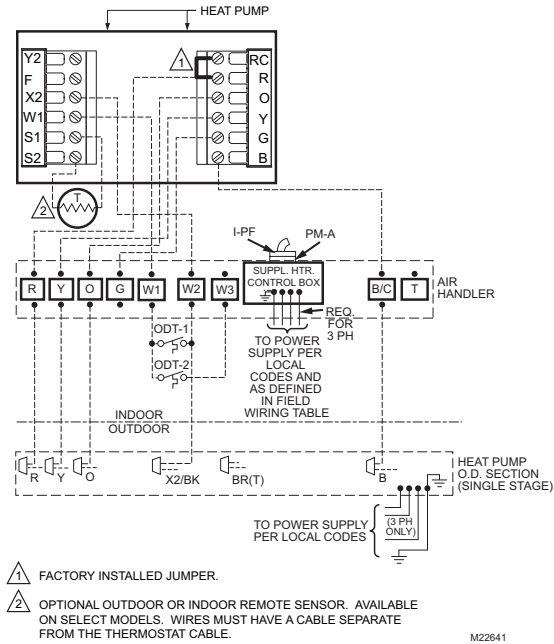 HEAT PUMP
Y2
F
X2
W1
S1
S2
1
RC
R
O
Y
G
B
2
T
I-PF
PM-A
R
Y
O
G
W1
W2
W3
SUPPL. HTR.
CONTROL BOX
B/C
T
AIR
HANDLER
REQ.
FOR
3 PH
ODT-1
ODT-2
TO POWER
SUPPLY PER
LOCAL
CODES AND
AS DEFINED
IN FIELD
WIRING TABLE
INDOOR
OUTDOOR
R
Y
O
X2/BK
BR(T)
B
HEAT PUMP
O.D. SECTION
(SINGLE STAGE)
TO POWER SUPPLY
PER LOCAL CODES
(3 PH
ONLY)
1 FACTORY INSTALLED JUMPER.
2 OPTIONAL OUTDOOR OR INDOOR REMOTE SENSOR. AVAILABLE
ON SELECT MODELS. WIRES MUST HAVE A CABLE SEPARATE
FROM THE THERMOSTAT CABLE.
M22641